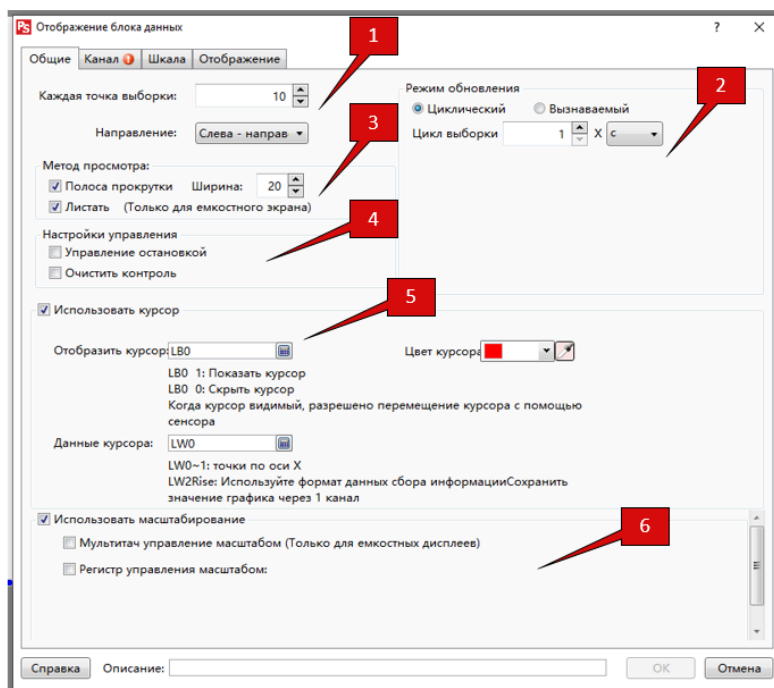 PS Отображение блока данных ? ×
Общие Канал Шкала Отображение
1
Каждая точка выборки: 10
Направление: Слева - направ
Режим обновления
Циклический Вызнаваемый
Цикл выборки 1 X с
2
3
Метод просмотра:
Полоса прокрутки Ширина: 20
Листать (Только для емкостного экрана)
4
Настройки управления
Управление остановкой
Очистить контроль
5
Использовать курсор
Отобразить курсор: LB0
Цвет курсора
LB0 1: Показать курсор
LB0 0: Скрыть курсор
Когда курсор видимый, разрешено перемещение курсора с помощью
сенсора
Данные курсора: LW0
LW0~1: точки по оси X
LW2Rise: Используйте формат данных сбора информацииСохранить
значение графика через 1 канал
6
Использовать масштабирование
Мультитач управление масштабом (Только для емкостных дисплеев)
Регистр управления масштабом:
Справка Описание: OK Отмена